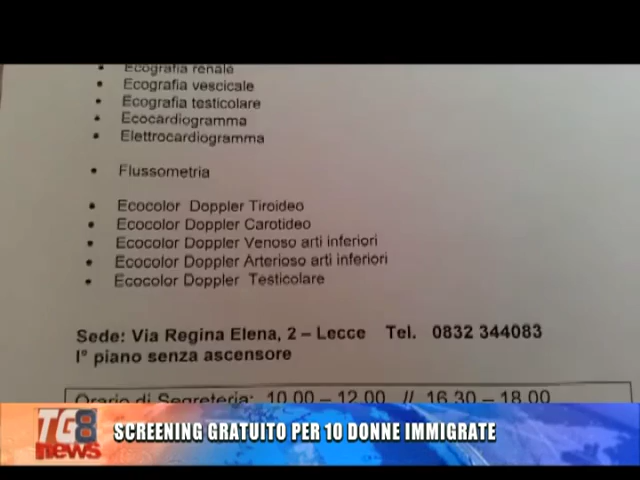 Ecografia renale
Ecografia vescicale
Ecografia testicolare
Ecocardiogramma
Elettrocardiogramma
Flussometria
Ecocolor Doppler Tiroideo
Ecocolor Doppler Carotideo
Ecocolor Doppler Venoso arti inferiori
Ecocolor Doppler Arterioso arti inferiori
Ecocolor Doppler Testicolare
Sede: Via Regina Elena, 2 – Lecce Tel. 0832 344083
I° piano senza ascensore
Orario di Segreteria: 10.00 – 12.00 // 16.30 – 18.00
TG8 news
SCREENING GRATUITO PER 10 DONNE IMMIGRATE